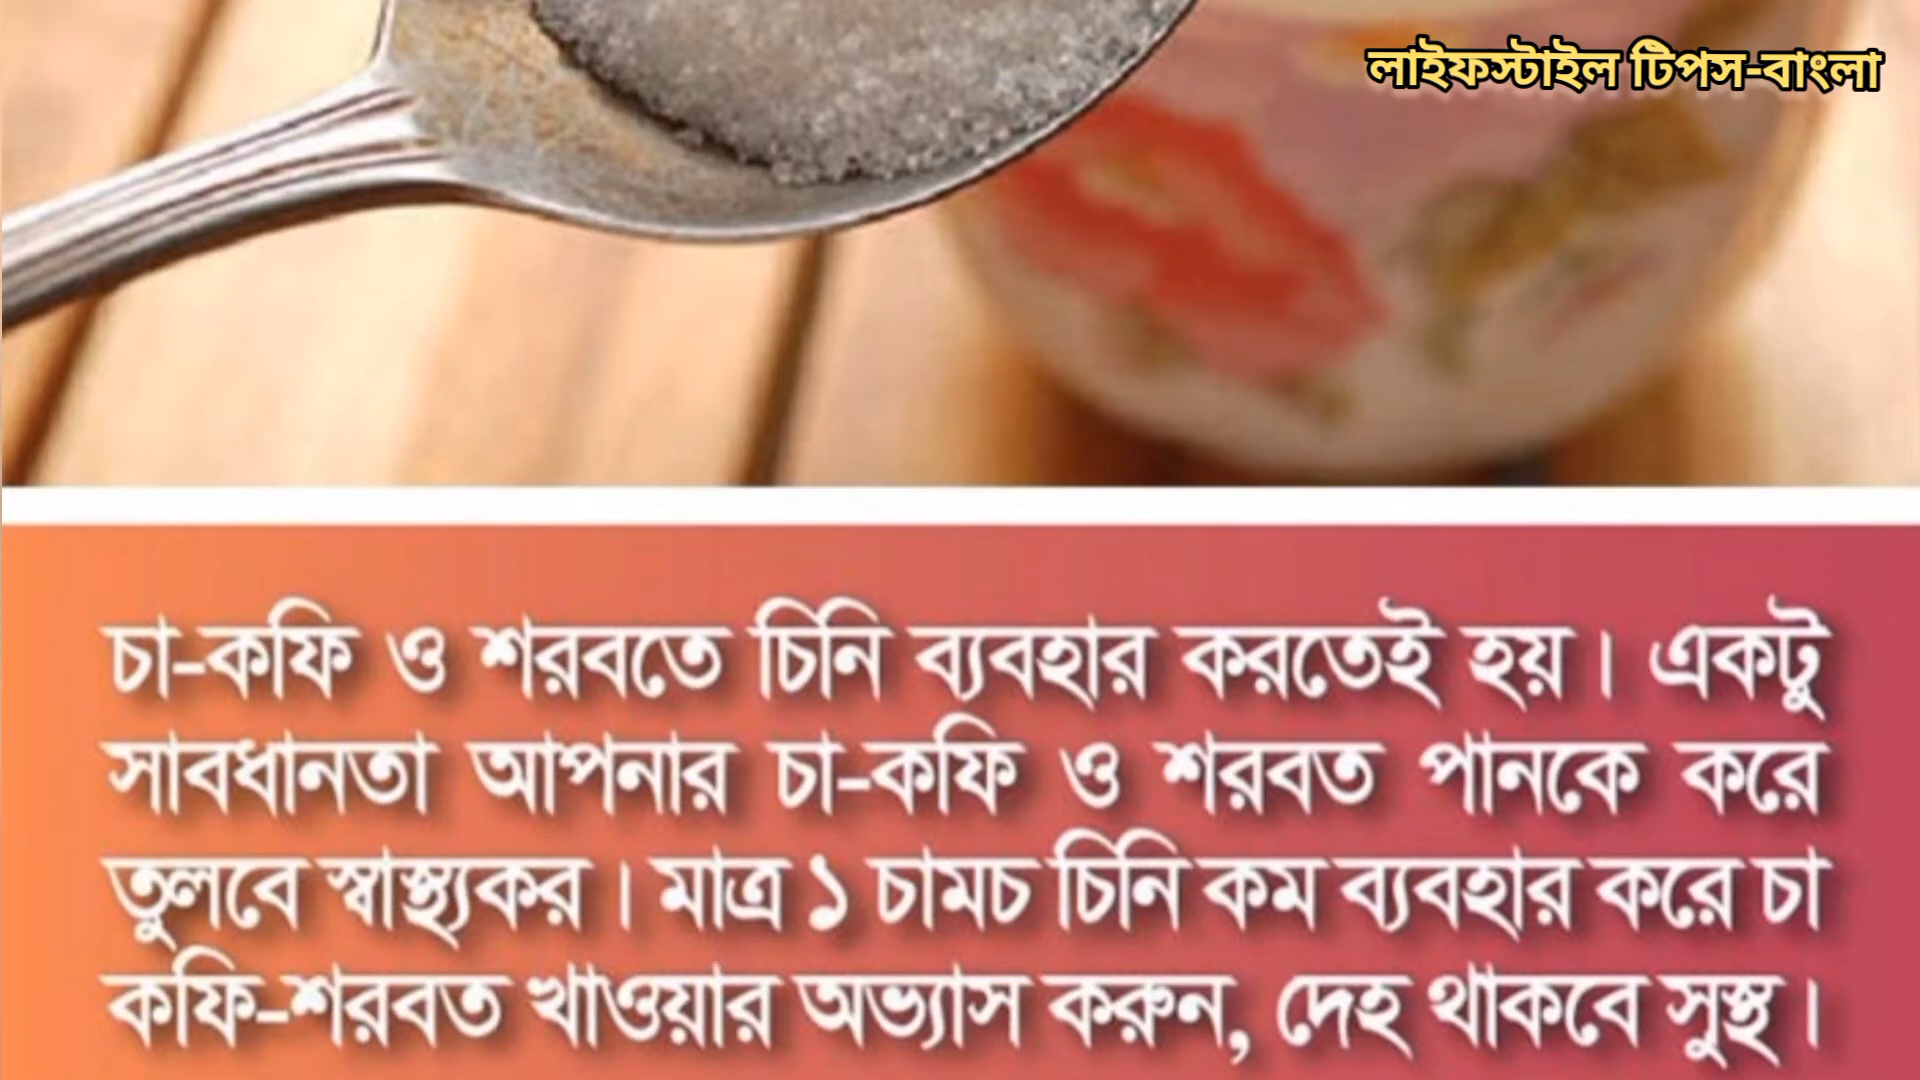 লাইফস্টাইল টিপস-বাংলা
চা-কফি ও শরবতে চিনি ব্যবহার করতেই হয়। একটু
সাবধানতা আপনার চা-কফি ও শরবত পানকে করে
তুলবে স্বাস্থ্যকর। মাত্র ১ চামচ চিনি কম ব্যবহার করে চা
কফি-শরবত খাওয়ার অভ্যাস করুন, দেহ থাকবে সুস্থ।